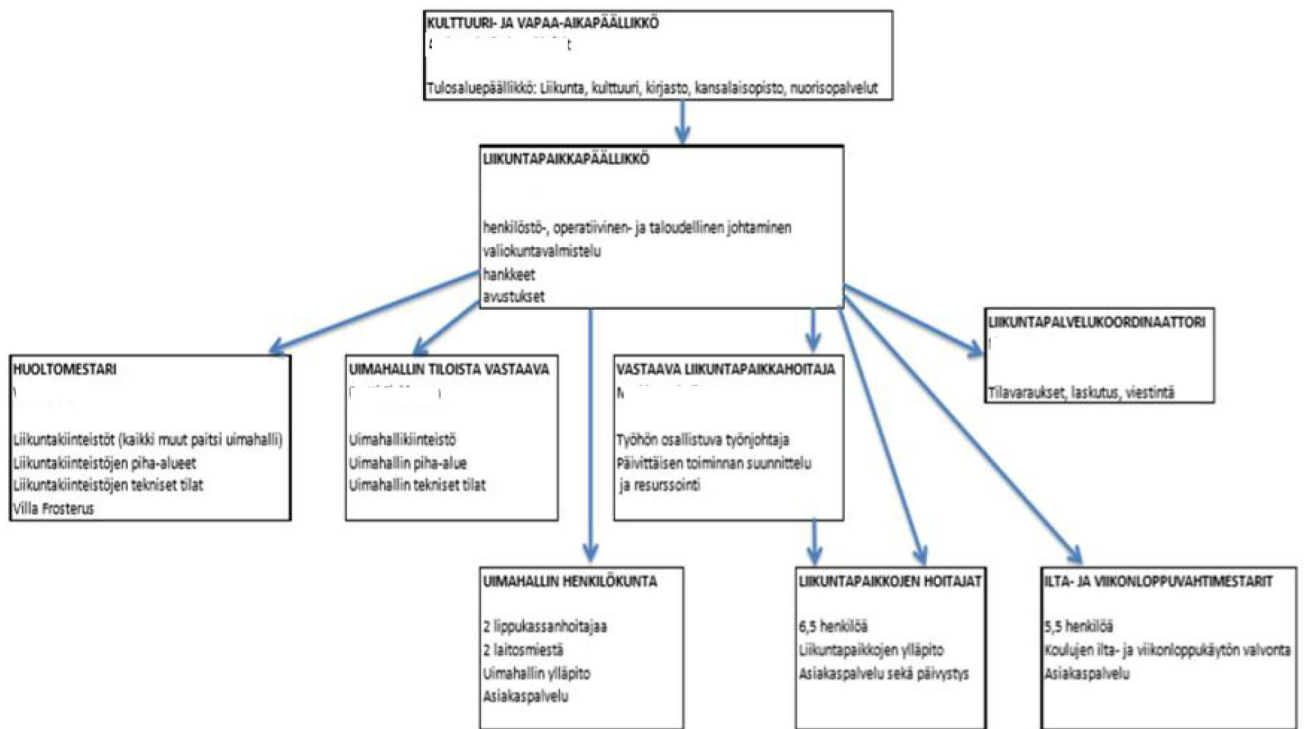 KULTTUURI- JA VAPAA-AIKAPÄÄLLIKKÖ
Tulosaluepäällikkö: Liikunta, kulttuuri, kirjasto, kansalaisopisto, nuorisopalvelut
LIIKUNTAPAIKKAPÄÄLLIKKÖ
henkilöstö-, operatiivinen- ja taloudellinen johtaminen
valiokuntavalmistelu
hankkeet
avustukset
LIIKUNTAPALVELUKOORDINAATTORI
Tilavaraukset, laskutus, viestintä
HUOLTOMESTARI
Liikuntakiinteistöt (kaikki muut paitsi uimahalli)
Liikuntakiinteistöjen piha-alueet
Liikuntakiinteistöjen tekniset tilat
Villa Frosterus
UIMAHALLIN TILOISTA VASTAAVA
Uimahallikiinteistö
Uimahallin piha-alue
Uimahallin tekniset tilat
VASTAAVA LIIKUNTAPAIKKAHOITAJA
Työhön osallistuva työnjohtaja
Päivittäisen toiminnan suunnittelu
ja resurssointi
UIMAHALLIN HENKILÖKUNTA
2 lippukassanhoitajaa
2 laitosmiestä
Uimahallin ylläpito
Asiakaspalvelu
LIIKUNTAPAIKKOJEN HOITAJAT
6,5 henkilöä
Liikuntapaikkojen ylläpito
Asiakaspalvelu sekä päivystys
ILTA- JA VIIKONLOPPUVAHTIMESTARIT
5,5 henkilöä
Koulujen ilta- ja viikonloppukäytön valvonta
Asiakaspalvelu